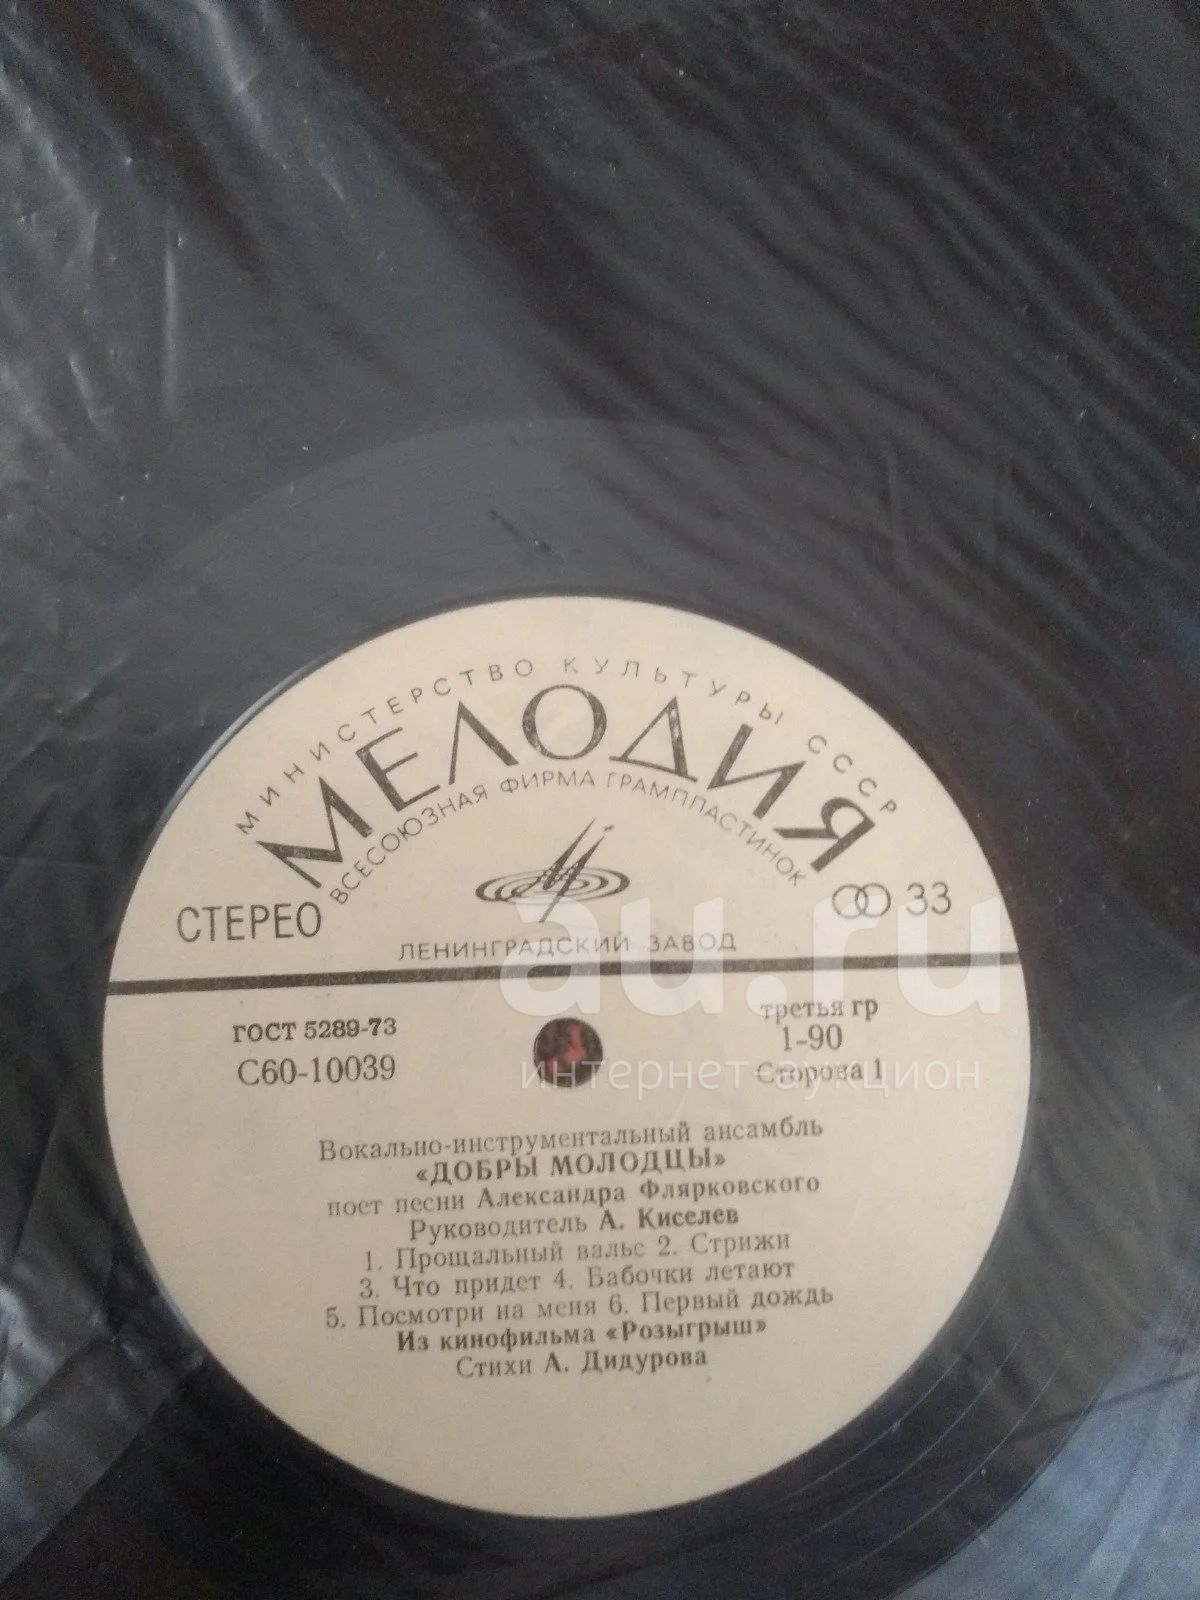 МИНИСТЕРСТВО КУЛЬТУРЫ СССР
МЕЛОДИЯ
ВСЕСОЮЗНАЯ ФИРМА ГРАМПЛАСТИНОК
СТЕРЕО
33
ЛЕНИНГРАДСКИЙ ЗАВОД
au.ru
интернет-аукцион
ГОСТ 5289-73
третья гр
С60-10039
1-90
Сторона 1
Вокально-инструментальный ансамбль
«ДОБРЫ МОЛОДЦЫ»
поет песни Александра Флярковского
Руководитель А. Киселев
1. Прощальный вальс 2. Стрижи
3. Что придет 4. Бабочки летают
5. Посмотри на меня 6. Первый дождь
Из кинофильма «Розыгрыш»
Стихи А. Дидурова